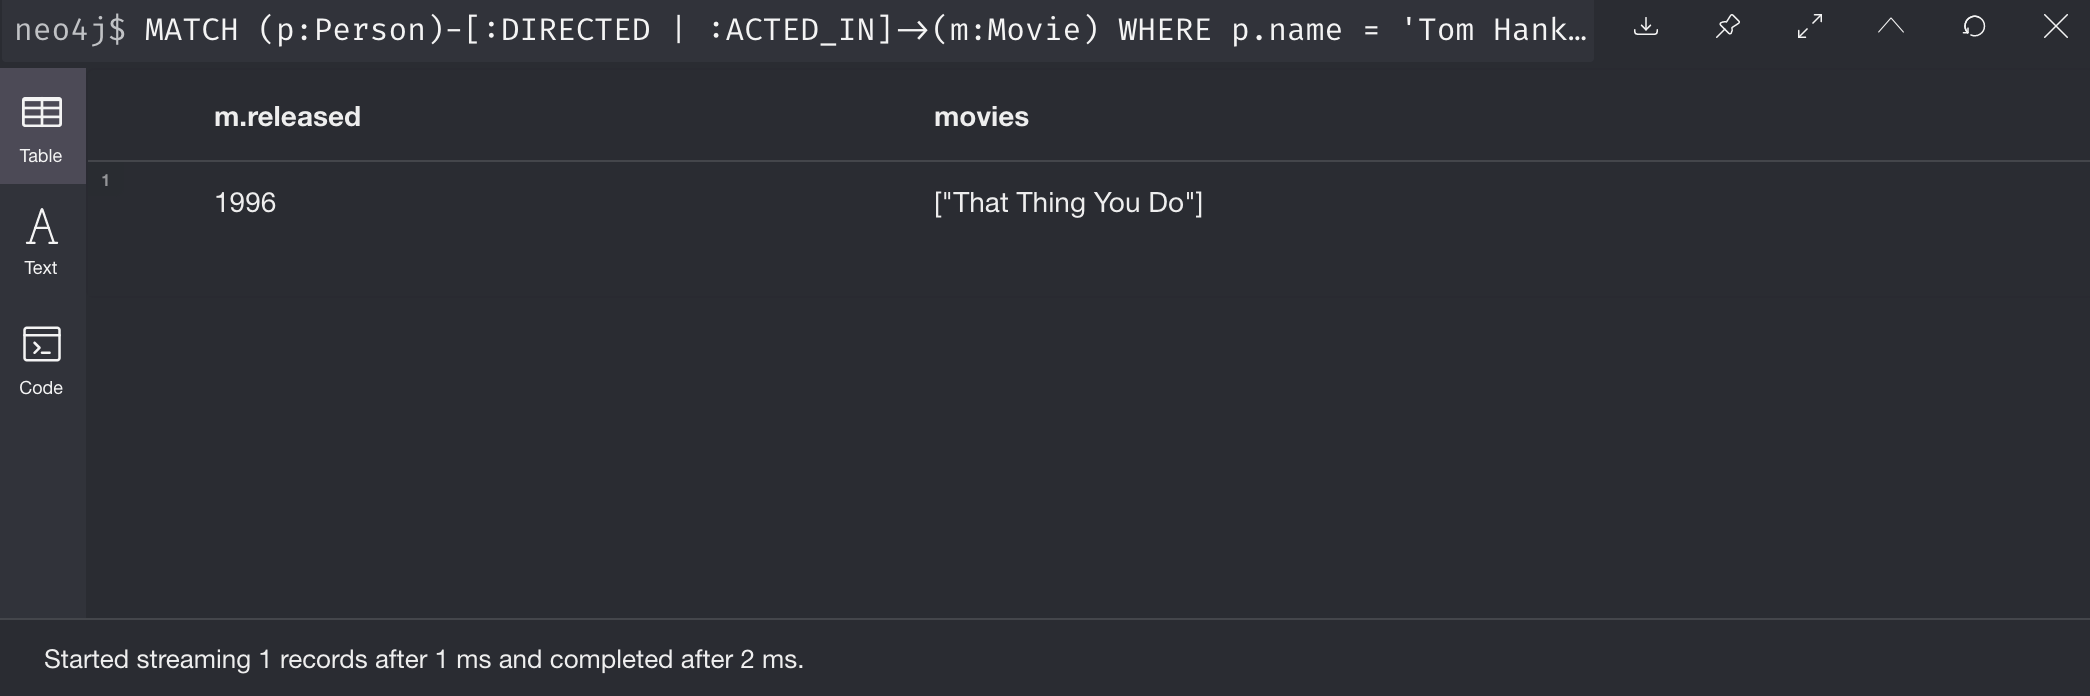 neo4j$ MATCH (p:Person)-[:DIRECTED | :ACTED_IN]→(m:Movie) WHERE p.name = 'Tom Hank…
Table
m.released movies
1
1996 ["That Thing You Do"]
Text
Code
Started streaming 1 records after 1 ms and completed after 2 ms.